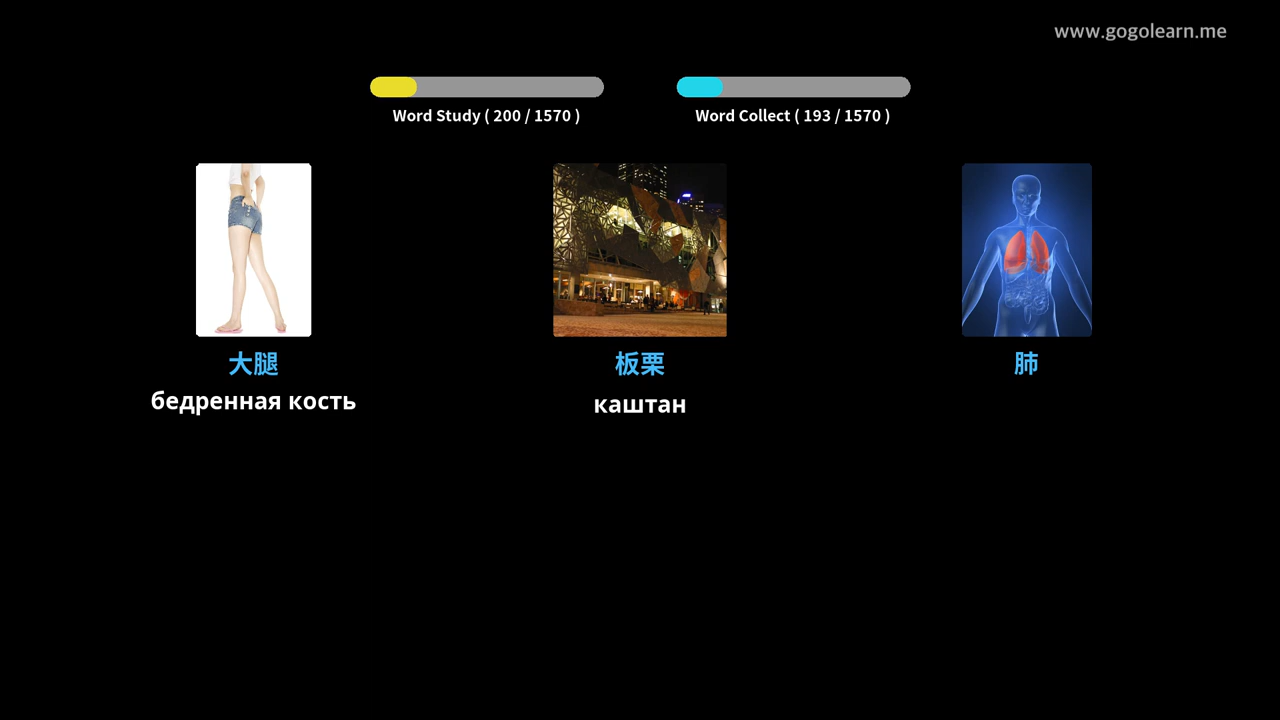 www.gogolearn.me
Word Study ( 200 / 1570 )
Word Collect ( 193 / 1570 )
大腿
板栗
肺
бедренная кость
каштан